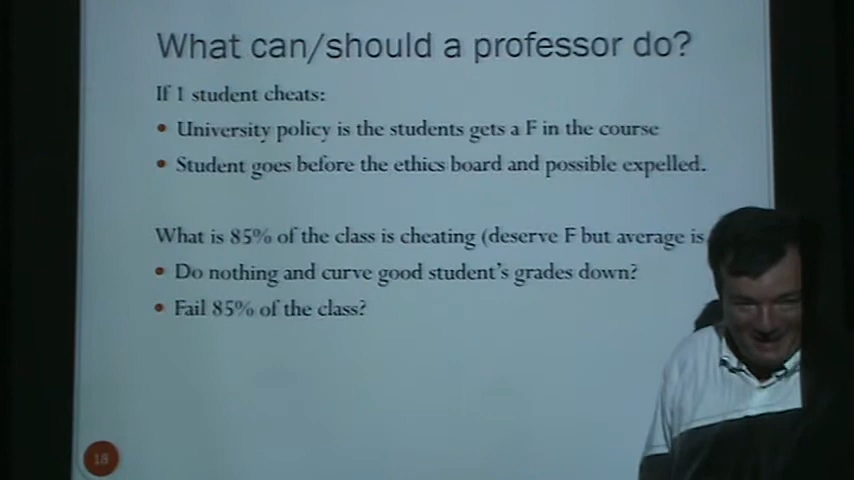 What can/should a professor do?
If 1 student cheats:
• University policy is the students gets a F in the course
• Student goes before the ethics board and possible expelled.
What is 85% of the class is cheating (deserve F but average is
• Do nothing and curve good student's grades down?
• Fail 85% of the class?
18